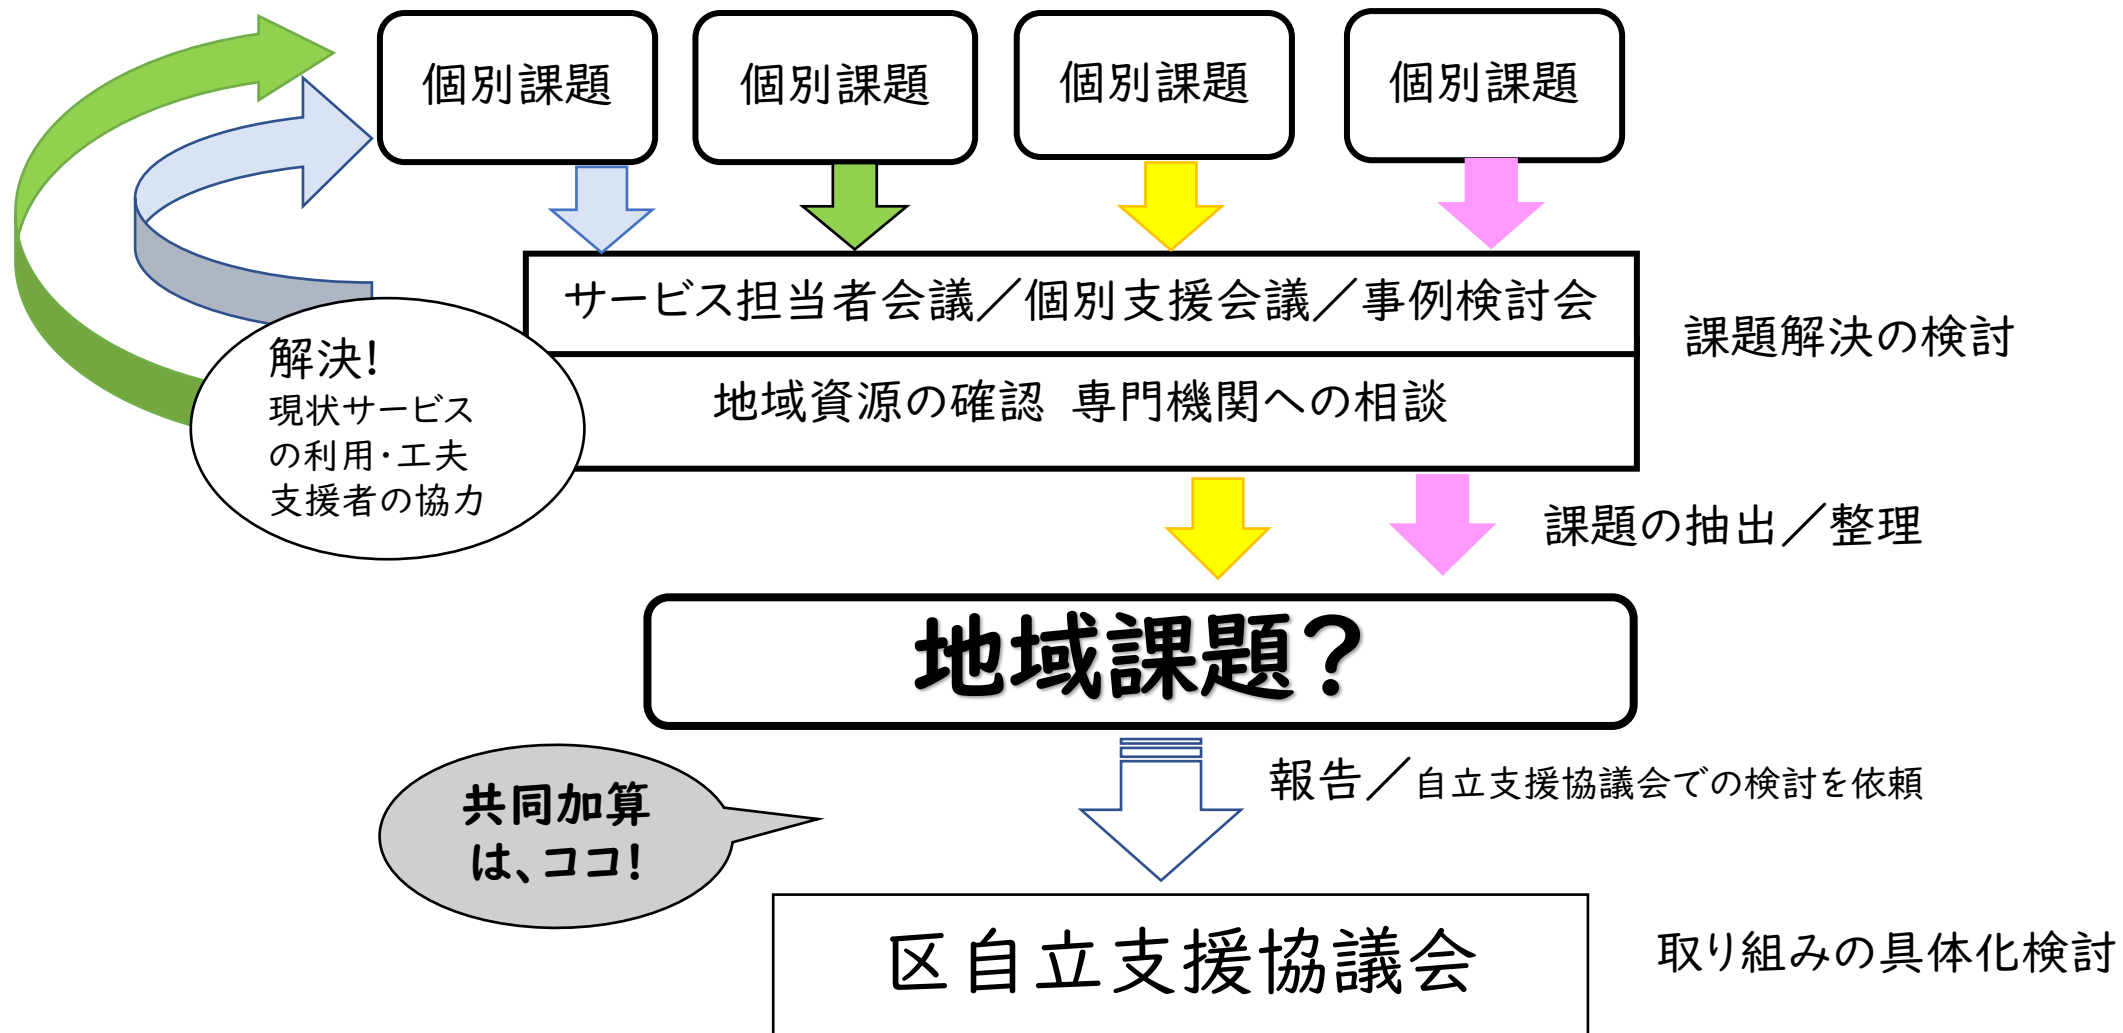 個別課題
個別課題
個別課題
個別課題
サービス担当者会議／個別支援会議／事例検討会
課題解決の検討
地域資源の確認 専門機関への相談
解決!
現状サービス
の利用・工夫
支援者の協力
課題の抽出／整理
地域課題?
報告／自立支援協議会での検討を依頼
共同加算
は、ココ!
区自立支援協議会
取り組みの具体化検討